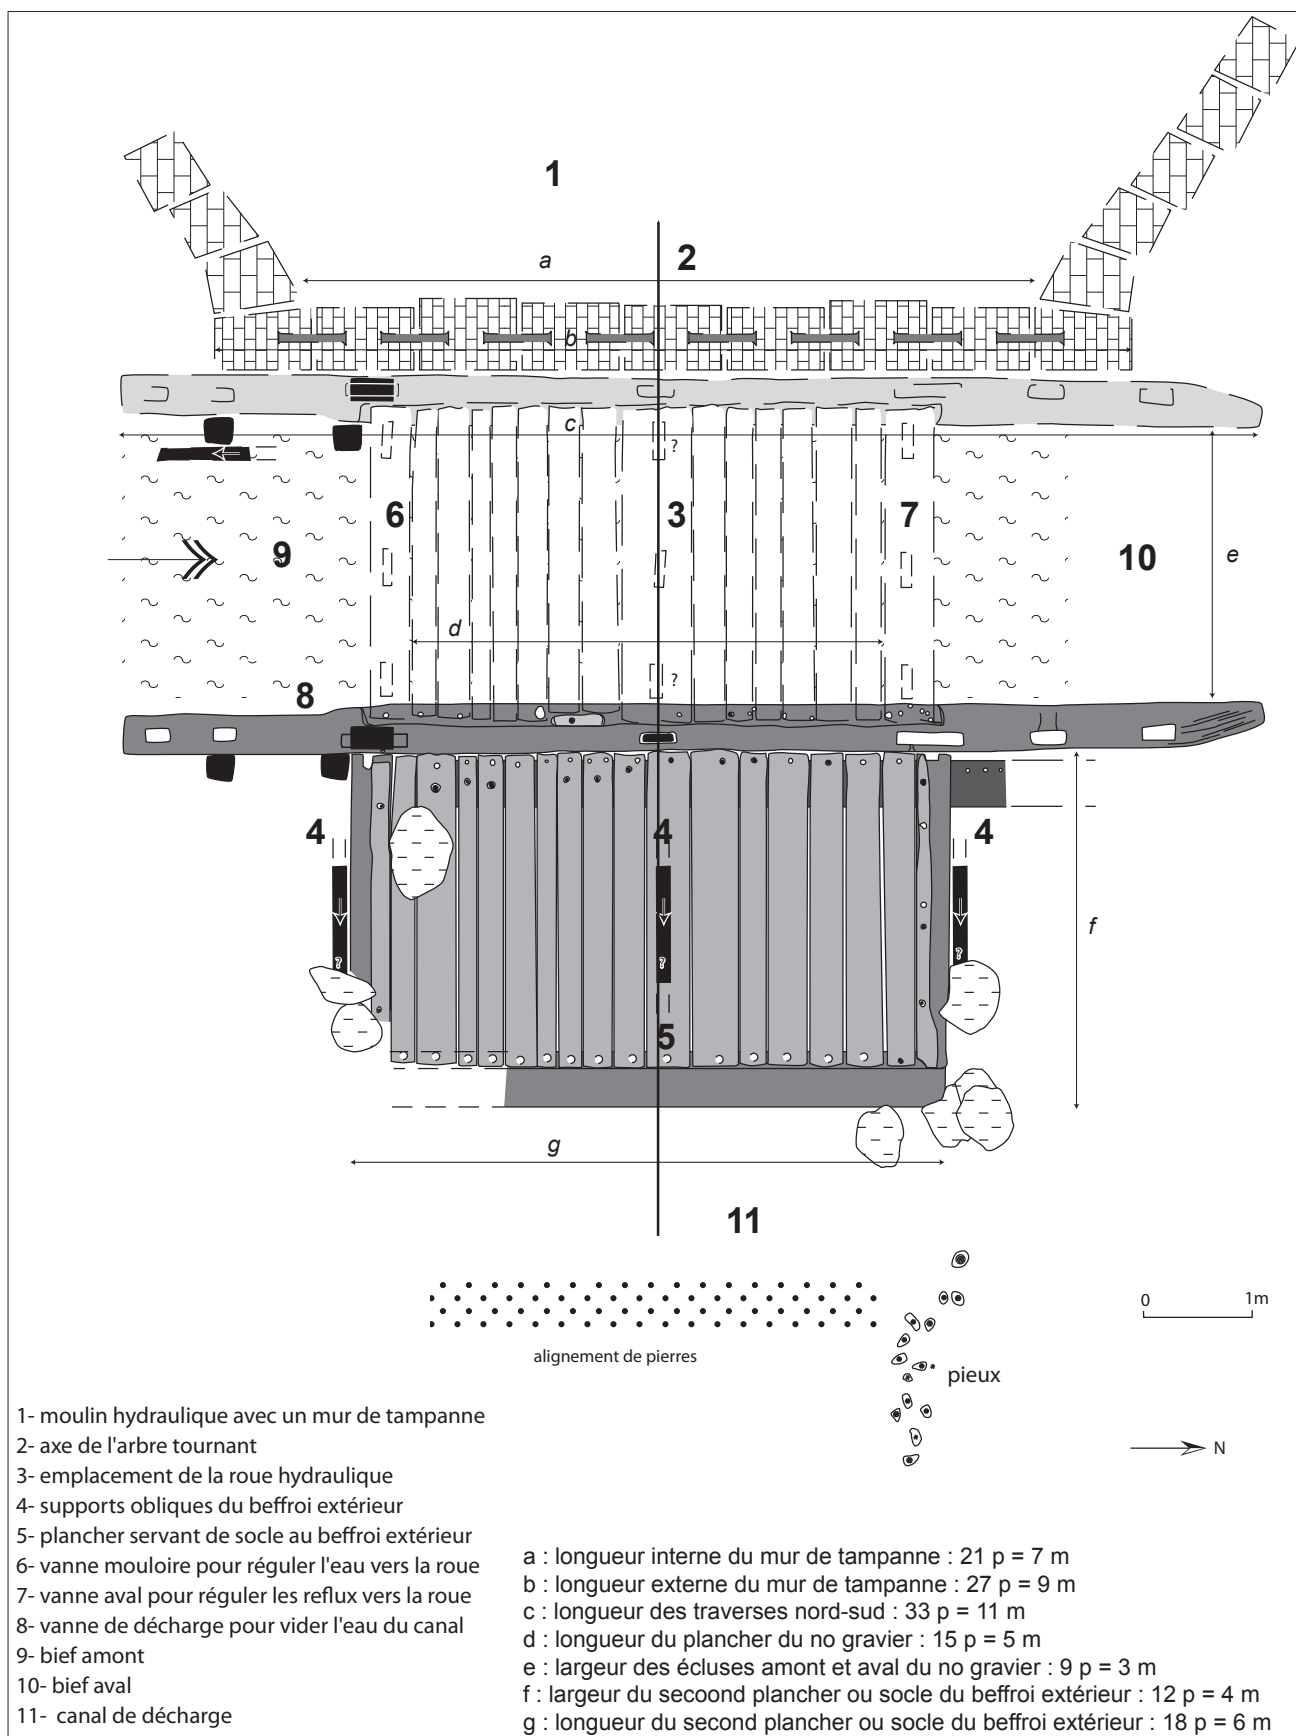 1
2
a
b
c
6
3
7
9
10
e
d
8
?
?
4
4
4
?
?
?
f
5
g
11
0 1m
alignement de pierres
pieux
N
1- moulin hydraulique avec un mur de tampanne
2- axe de l'arbre tournant
3- emplacement de la roue hydraulique
4- supports obliques du beffroi extérieur
5- plancher servant de socle au beffroi extérieur
6- vanne mouloire pour réguler l'eau vers la roue
7- vanne aval pour réguler les reflux vers la roue
8- vanne de décharge pour vider l'eau du canal
9- bief amont
10- bief aval
11- canal de décharge
a : longueur interne du mur de tampanne : 21 p = 7 m
b : longueur externe du mur de tampanne : 27 p = 9 m
c : longueur des traverses nord-sud : 33 p = 11 m
d : longueur du plancher du no gravier : 15 p = 5 m
e : largeur des écluses amont et aval du no gravier : 9 p = 3 m
f : largeur du secoond plancher ou socle du beffroi extérieur : 12 p = 4 m
g : longueur du second plancher ou socle du beffroi extérieur : 18 p = 6 m